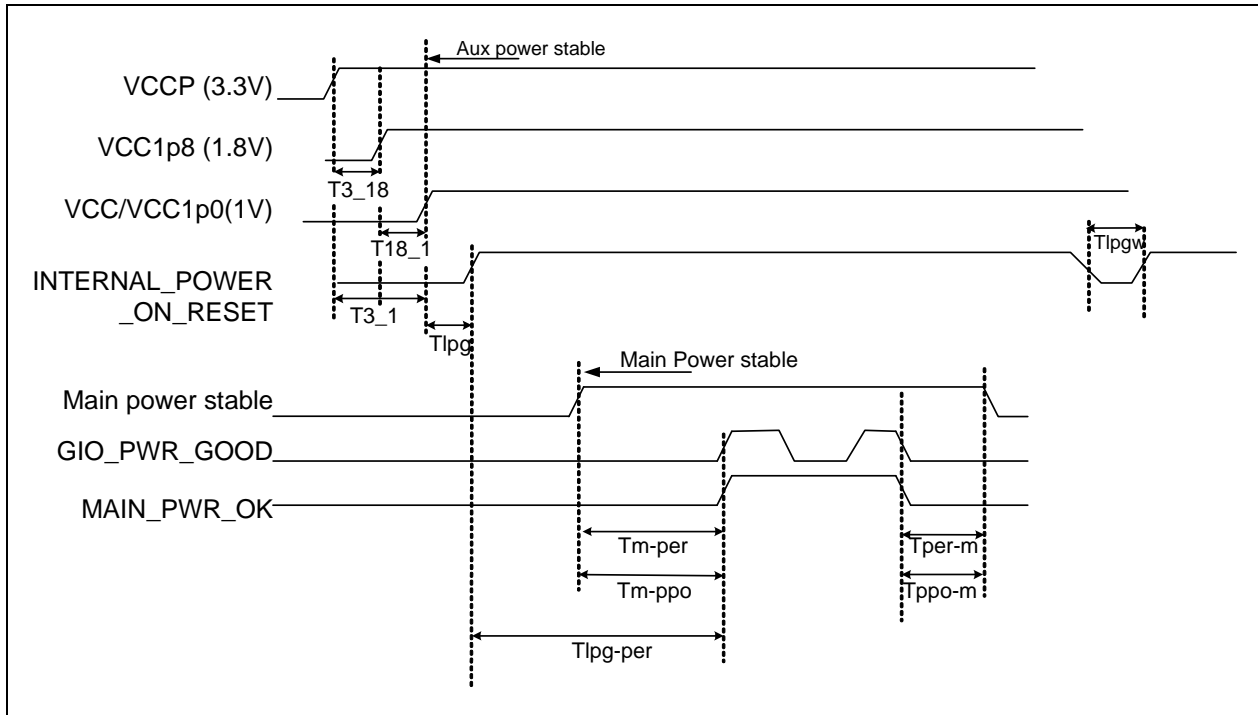 Aux power stable
VCCP (3.3V)
VCC1p8 (1.8V)
T3_18
VCC/VCC1p0(1V)
T18_1
Tlpgw
INTERNAL_POWER
_ON_RESET
T3_1
Tlpg
Main Power stable
Main power stable
GIO_PWR_GOOD
MAIN_PWR_OK
Tm-per
Tper-m
Tm-ppo
Tppo-m
Tlpg-per